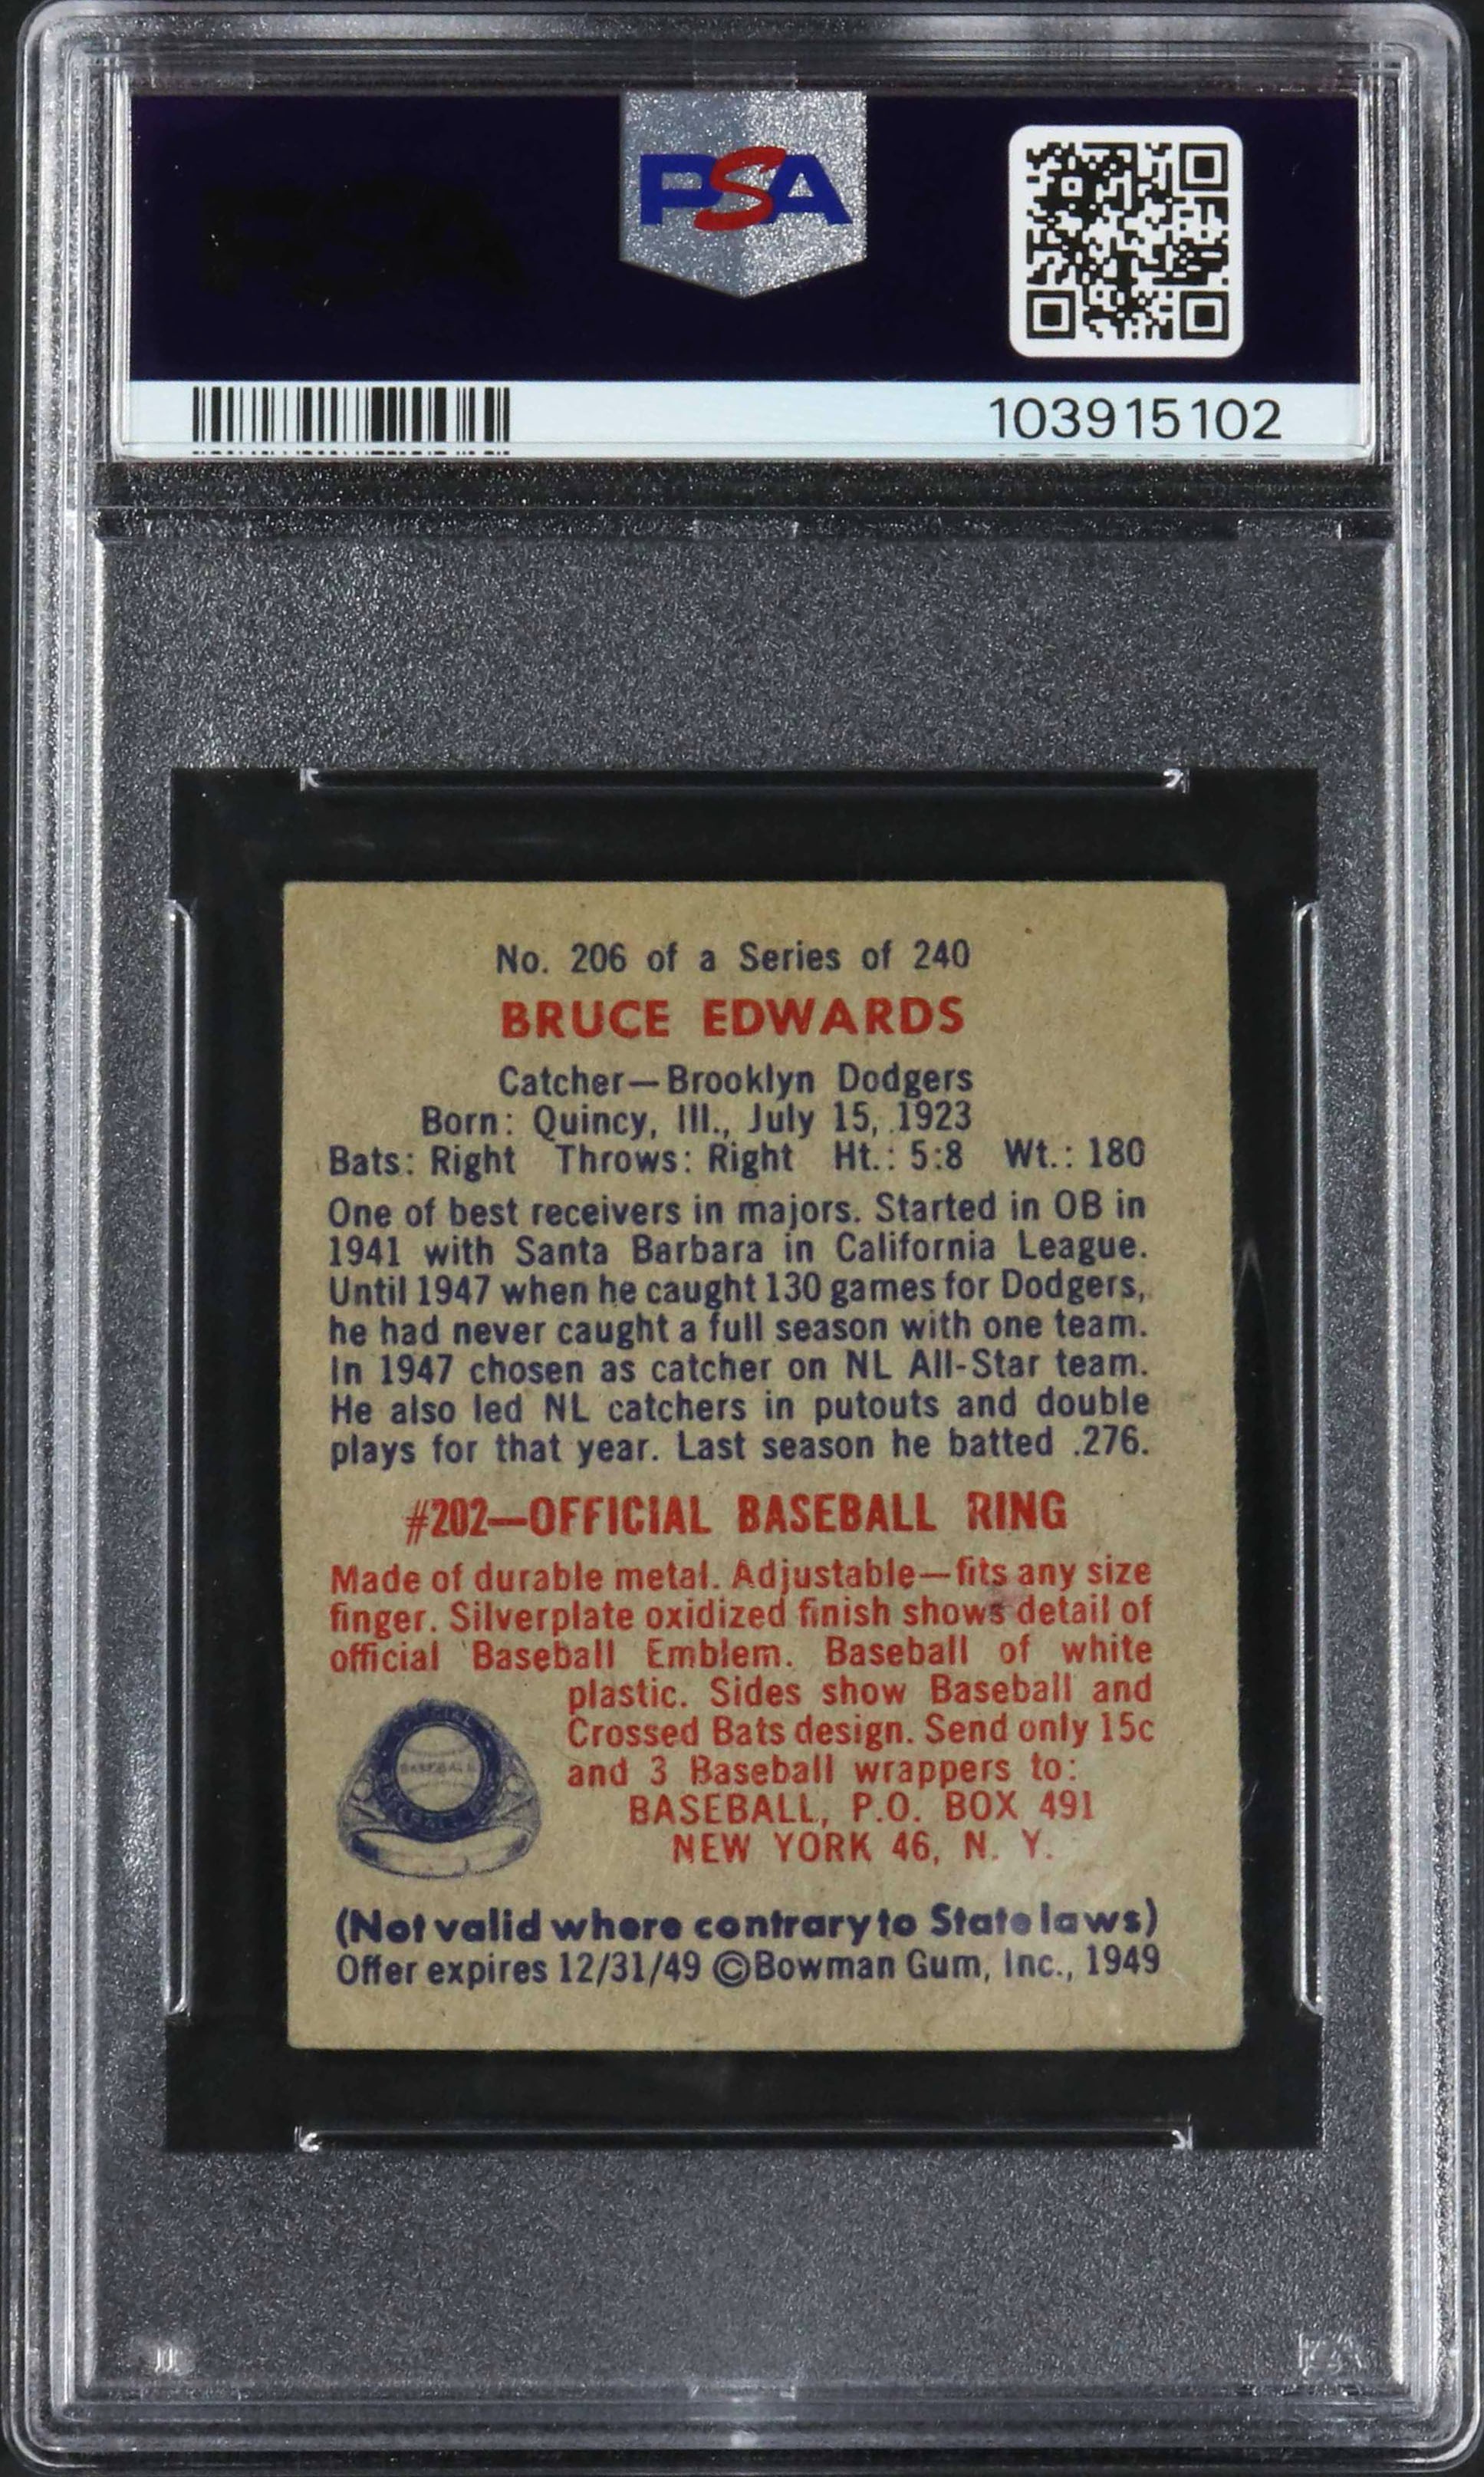 PSA
103915102
No. 206 of a Series of 240
BRUCE EDWARDS
Catcher—Brooklyn Dodgers
Born: Quincy, Ill., July 15, 1923
Bats: Right Throws: Right Ht.: 5:8 Wt.: 180
One of best receivers in majors. Started in OB in
1941 with Santa Barbara in California League.
Until 1947 when he caught 130 games for Dodgers,
he had never caught a full season with one team.
In 1947 chosen as catcher on NL All-Star team.
He also led NL catchers in putouts and double
plays for that year. Last season he batted .276.
#202—OFFICIAL BASEBALL RING
Made of durable metal. Adjustable—fits any size
finger. Silverplate oxidized finish shows detail of
official Baseball Emblem. Baseball of white
plastic. Sides show Baseball and
Crossed Bats design. Send only 15c
and 3 Baseball wrappers to:
BASEBALL, P.O. BOX 491
NEW YORK 46, N. Y.
BASEBALL
(Not valid where contrary to State laws)
Offer expires 12/31/49 ©Bowman Gum, Inc., 1949